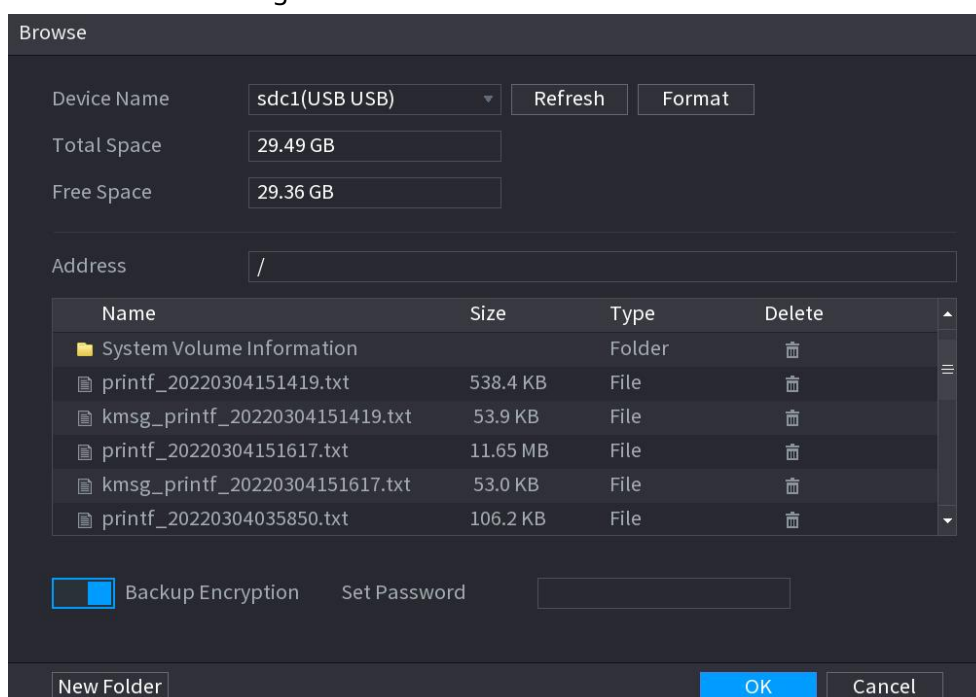 Browse
Device Name sdc1(USB USB) Refresh Format
Total Space 29.49 GB
Free Space 29.36 GB
Address /
Name Size Type Delete
System Volume Information Folder
printf_20220304151419.txt 538.4 KB File
kmsg_printf_20220304151419.txt 53.9 KB File
printf_20220304151617.txt 11.65 MB File
kmsg_printf_20220304151617.txt 53.0 KB File
printf_20220304035850.txt 106.2 KB File
Backup Encryption Set Password
New Folder OK Cancel